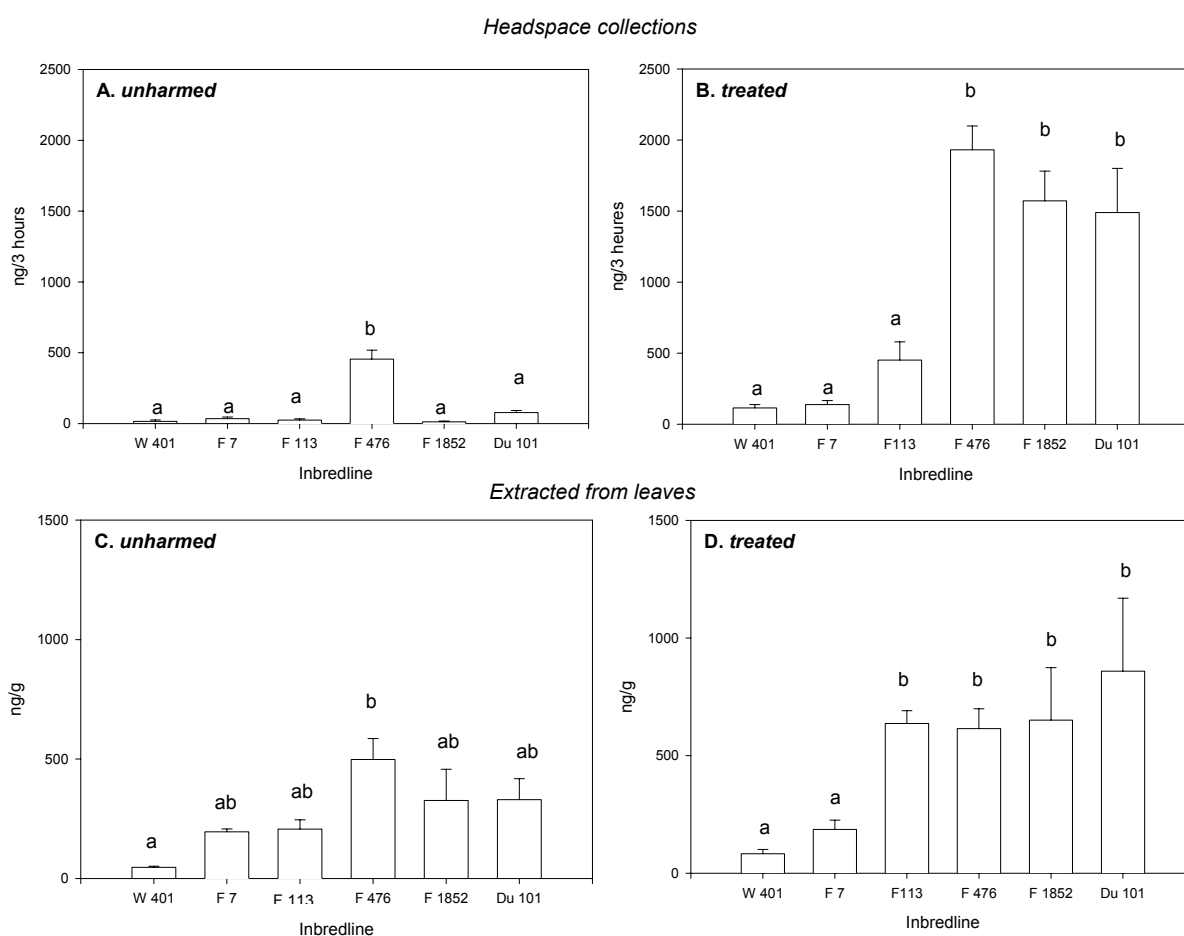 Headspace collections
A. unharmed
2500
2000
1500
1000
500
0
ng/3 hours
a
a
a
b
a
a
W 401 F 7 F 113 F 476 F 1852 Du 101
Inbredline
B. treated
2500
2000
1500
1000
500
0
ng/3 heures
a
a
a
b
b
b
W 401 F 7 F113 F 476 F 1852 Du 101
Inbredline
Extracted from leaves
C. unharmed
1500
1000
500
0
ng/g
a
ab
ab
b
ab
ab
W 401 F 7 F 113 F 476 F 1852 Du 101
Inbredline
D. treated
1500
1000
500
0
ng/g
a
a
b
b
b
b
W 401 F 7 F113 F 476 F 1852 Du 101
Inbredline